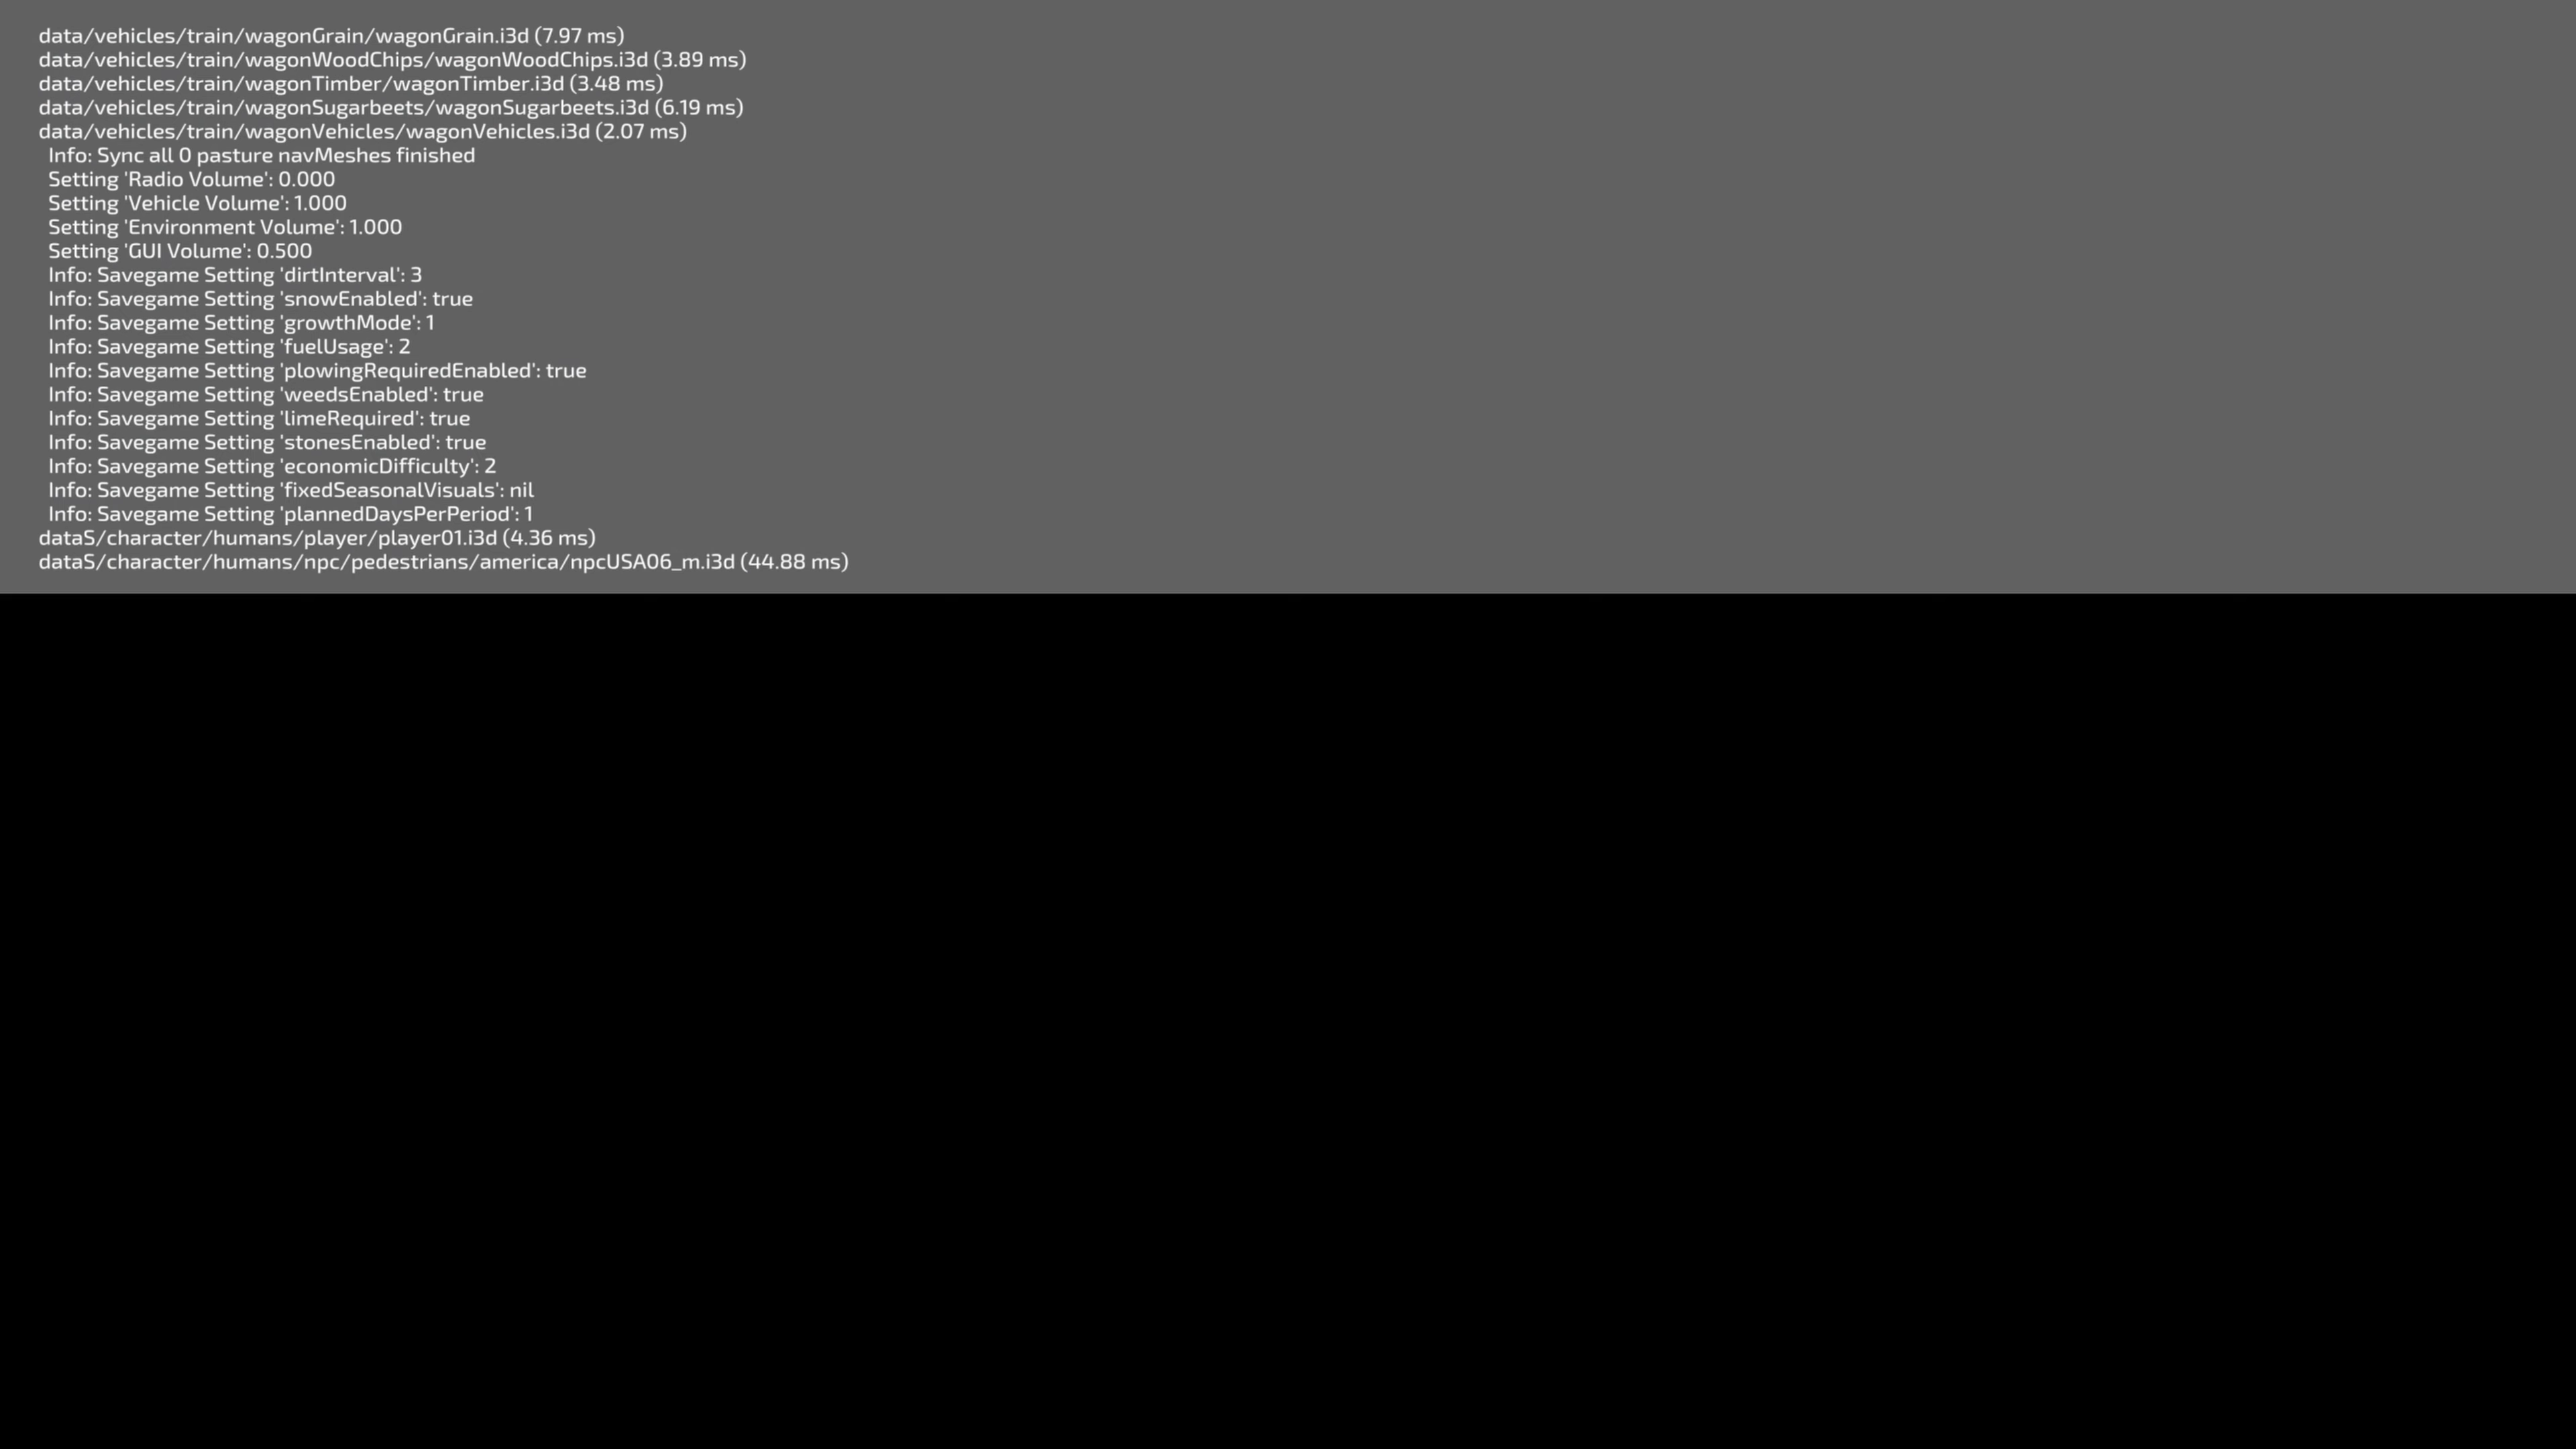 data/vehicles/train/wagonGrain/wagonGrain.i3d (7.97 ms)
data/vehicles/train/wagonWoodChips/wagonWoodChips.i3d (3.89 ms)
data/vehicles/train/wagonTimber/wagonTimber.i3d (3.48 ms)
data/vehicles/train/wagonSugarbeets/wagonSugarbeets.i3d (6.19 ms)
data/vehicles/train/wagonVehicles/wagonVehicles.i3d (2.07 ms)
Info: Sync all 0 pasture navMeshes finished
Setting 'Radio Volume': 0.000
Setting 'Vehicle Volume': 1.000
Setting 'Environment Volume': 1.000
Setting 'GUI Volume': 0.500
Info: Savegame Setting 'dirtInterval': 3
Info: Savegame Setting 'snowEnabled': true
Info: Savegame Setting 'growthMode': 1
Info: Savegame Setting 'fuelUsage': 2
Info: Savegame Setting 'plowingRequiredEnabled': true
Info: Savegame Setting 'weedsEnabled': true
Info: Savegame Setting 'limeRequired': true
Info: Savegame Setting 'stonesEnabled': true
Info: Savegame Setting 'economicDifficulty': 2
Info: Savegame Setting 'fixedSeasonalVisuals': nil
Info: Savegame Setting 'plannedDaysPerPeriod': 1
dataS/character/humans/player/player01.i3d (4.36 ms)
dataS/character/humans/npc/pedestrians/america/npcUSA06_m.i3d (44.88 ms)